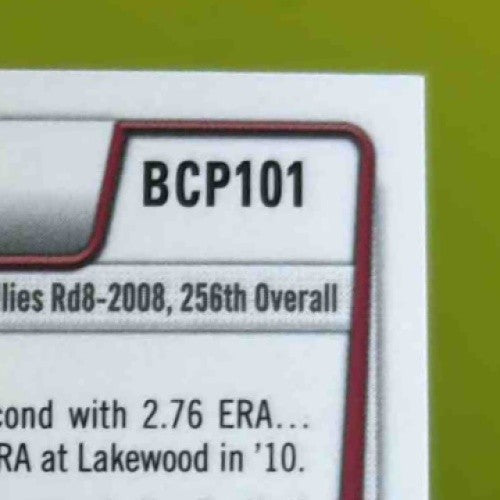 BCP101
lies Rd8-2008, 256th Overall
cond with 2.76 ERA...
RA at Lakewood in '10.